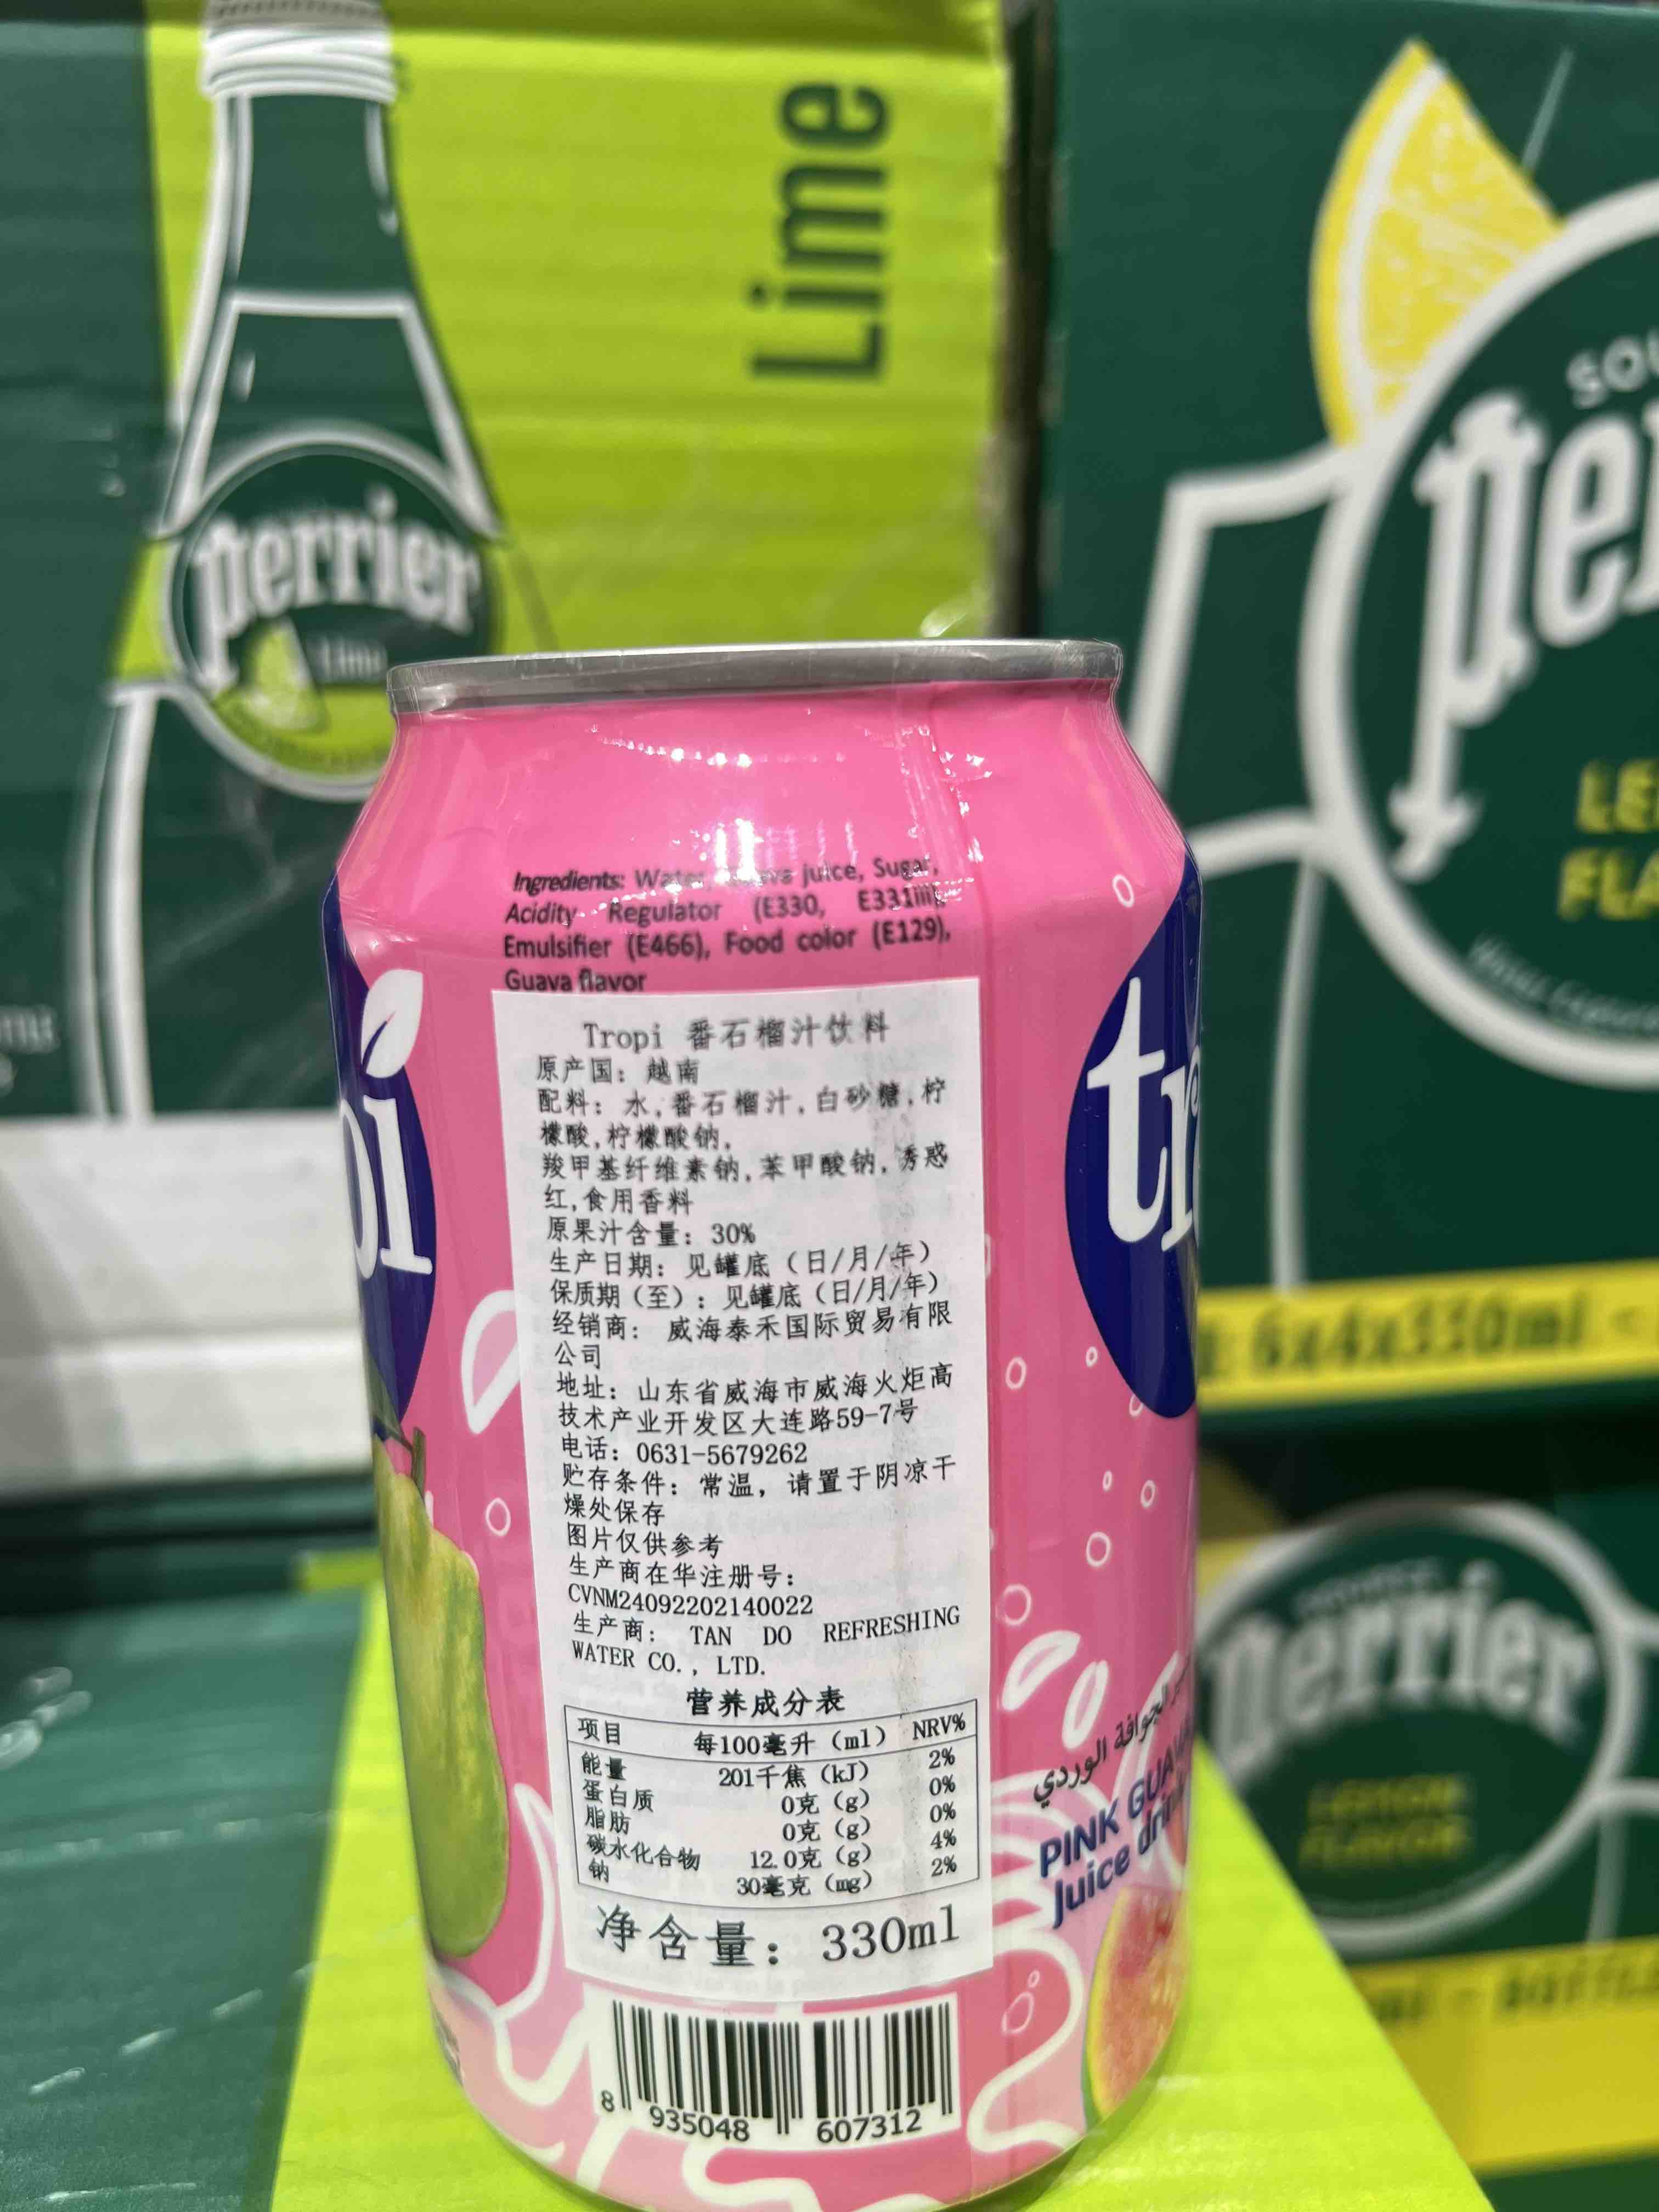 Lime
perrier
Lime
perrier
LEMON
FLAVOR
Ingredients: Water, juice, Sugar,
Acidity Regulator (E330, E331iii),
Emulsifier (E466), Food color (E129),
Guava flavor
Tropi 番石榴汁饮料
原产国：越南
配料：水,番石榴汁,白砂糖,柠
檬酸,柠檬酸钠,
羧甲基纤维素钠,苯甲酸钠,诱惑
红,食用香料
原果汁含量：30%
生产日期：见罐底（日/月/年）
保质期（至）：见罐底（日/月/年）
经销商：威海泰禾国际贸易有限
公司
地址：山东省威海市威海火炬高
技术产业开发区大连路59-7号
电话：0631-5679262
贮存条件：常温，请置于阴凉干
燥处保存
图片仅供参考
生产商在华注册号：
CVNM24092202140022
生产商：TAN DO REFRESHING
WATER CO., LTD.
营养成分表
项目 每100毫升（ml） NRV%
能量 201千焦（kJ） 2%
蛋白质 0克（g） 0%
脂肪 0克（g） 0%
碳水化合物 12.0克（g） 4%
钠 30毫克（mg） 2%
净含量：330ml
8 935048 607312
الجوافة الوردي
PINK GUAVA
Juice drink
6x4x330ml